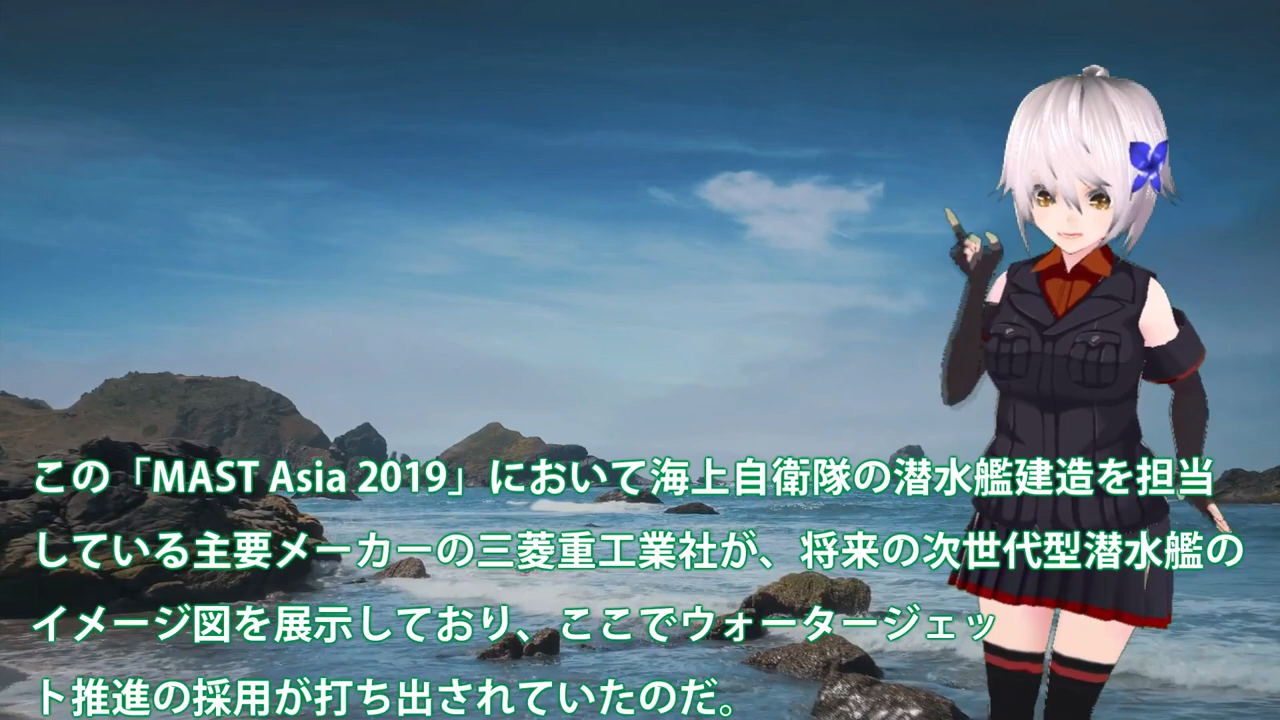 この「MAST Asia 2019」において海上自衛隊の潜水艦建造を担当
している主要メーカーの三菱重工業社が、将来の次世代型潜水艦の
イメージ図を展示しており、ここでウォータージェッ
ト推進の採用が打ち出されていたのだ。